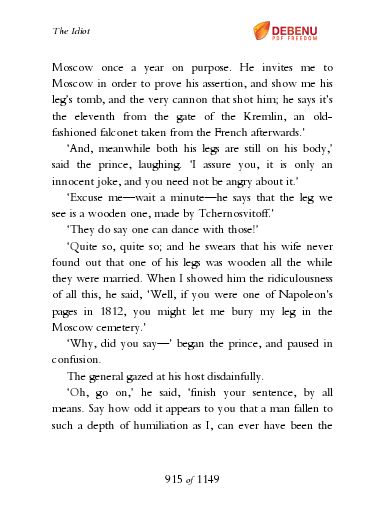 The Idiot
DEBENU
PDF FREEDOM
Moscow once a year on purpose. He invites me to
Moscow in order to prove his assertion, and show me his
leg's tomb, and the very cannon that shot him; he says it's
the eleventh from the gate of the Kremlin, an old-
fashioned falconet taken from the French afterwards.'
'And, meanwhile both his legs are still on his body,'
said the prince, laughing. 'I assure you, it is only an
innocent joke, and you need not be angry about it.'
'Excuse me—wait a minute—he says that the leg we
see is a wooden one, made by Tchernosvitoff.'
'They do say one can dance with those!'
'Quite so, quite so; and he swears that his wife never
found out that one of his legs was wooden all the while
they were married. When I showed him the ridiculousness
of all this, he said, 'Well, if you were one of Napoleon's
pages in 1812, you might let me bury my leg in the
Moscow cemetery.'
'Why, did you say—' began the prince, and paused in
confusion.
The general gazed at his host disdainfully.
'Oh, go on,' he said, 'finish your sentence, by all
means. Say how odd it appears to you that a man fallen to
such a depth of humiliation as I, can ever have been the
915 of 1149